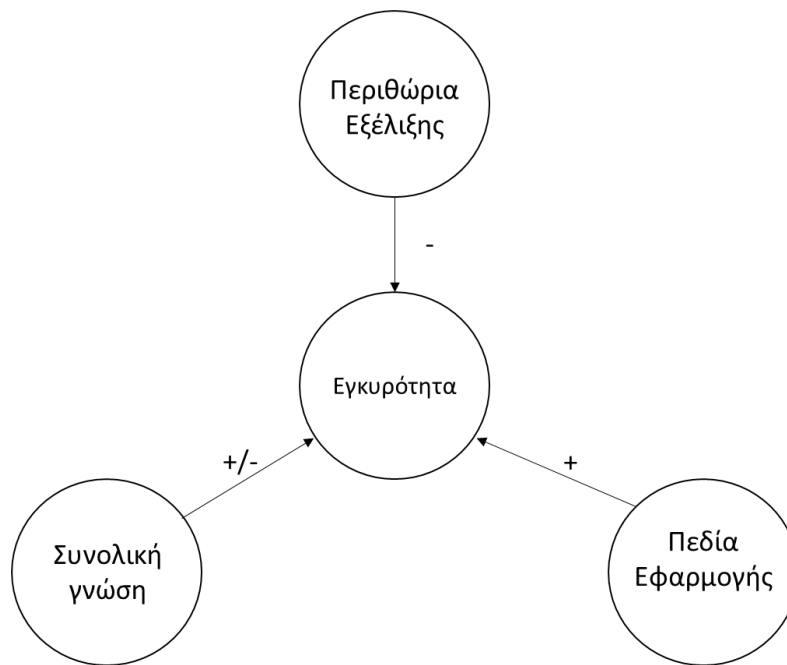 Περιθώρια
Εξέλιξης
-
Εγκυρότητα
+/-
+
Συνολική
γνώση
Πεδία
Εφαρμογής